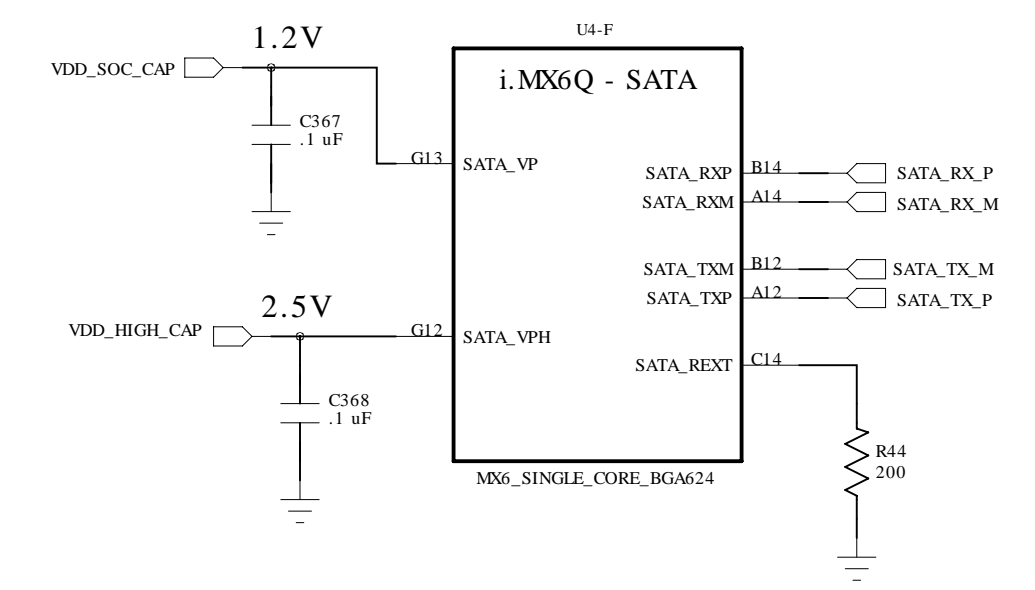 U4-F
1.2V
VDD_SOC_CAP
i.MX6Q - SATA
C367
.1 uF
G13 SATA_VP
SATA_RXP B14 SATA_RX_P
SATA_RXM A14 SATA_RX_M
SATA_TXM B12 SATA_TX_M
SATA_TXP A12 SATA_TX_P
2.5V
VDD_HIGH_CAP
G12 SATA_VPH
SATA_REXT C14
C368
.1 uF
R44
200
MX6_SINGLE_CORE_BGA624